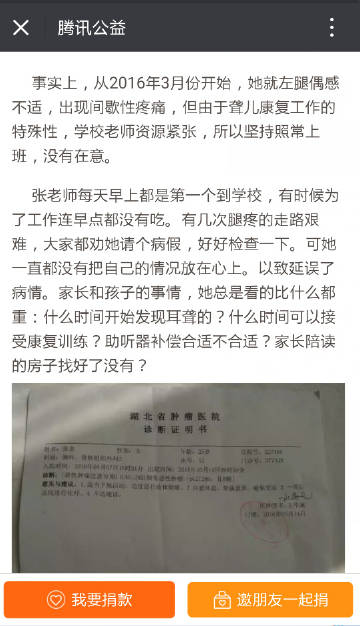 腾讯公益
事实上，从2016年3月份开始，她就左腿偶感
不适，出现间歇性疼痛，但由于聋儿康复工作的
特殊性，学校老师资源紧张，所以坚持照常上
班，没有在意。
张老师每天早上都是第一个到学校，有时候为
了工作连早点都没有吃。有几次腿疼的走路艰
难，大家都劝她请个病假，好好检查一下。可她
一直都没有把自己的情况放在心上。以致延误了
病情。家长和孩子的事情，她总是看的比什么都
重：什么时间开始发现耳聋的？什么时间可以接
受康复训练？助听器补偿合适不合适？家长陪读
的房子找好了没有？
湖北省肿瘤医院
诊断证明书
我要捐款
邀朋友一起捐